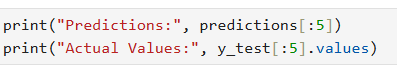 print("Predictions:", predictions[:5])
print("Actual Values:", y_test[:5].values)